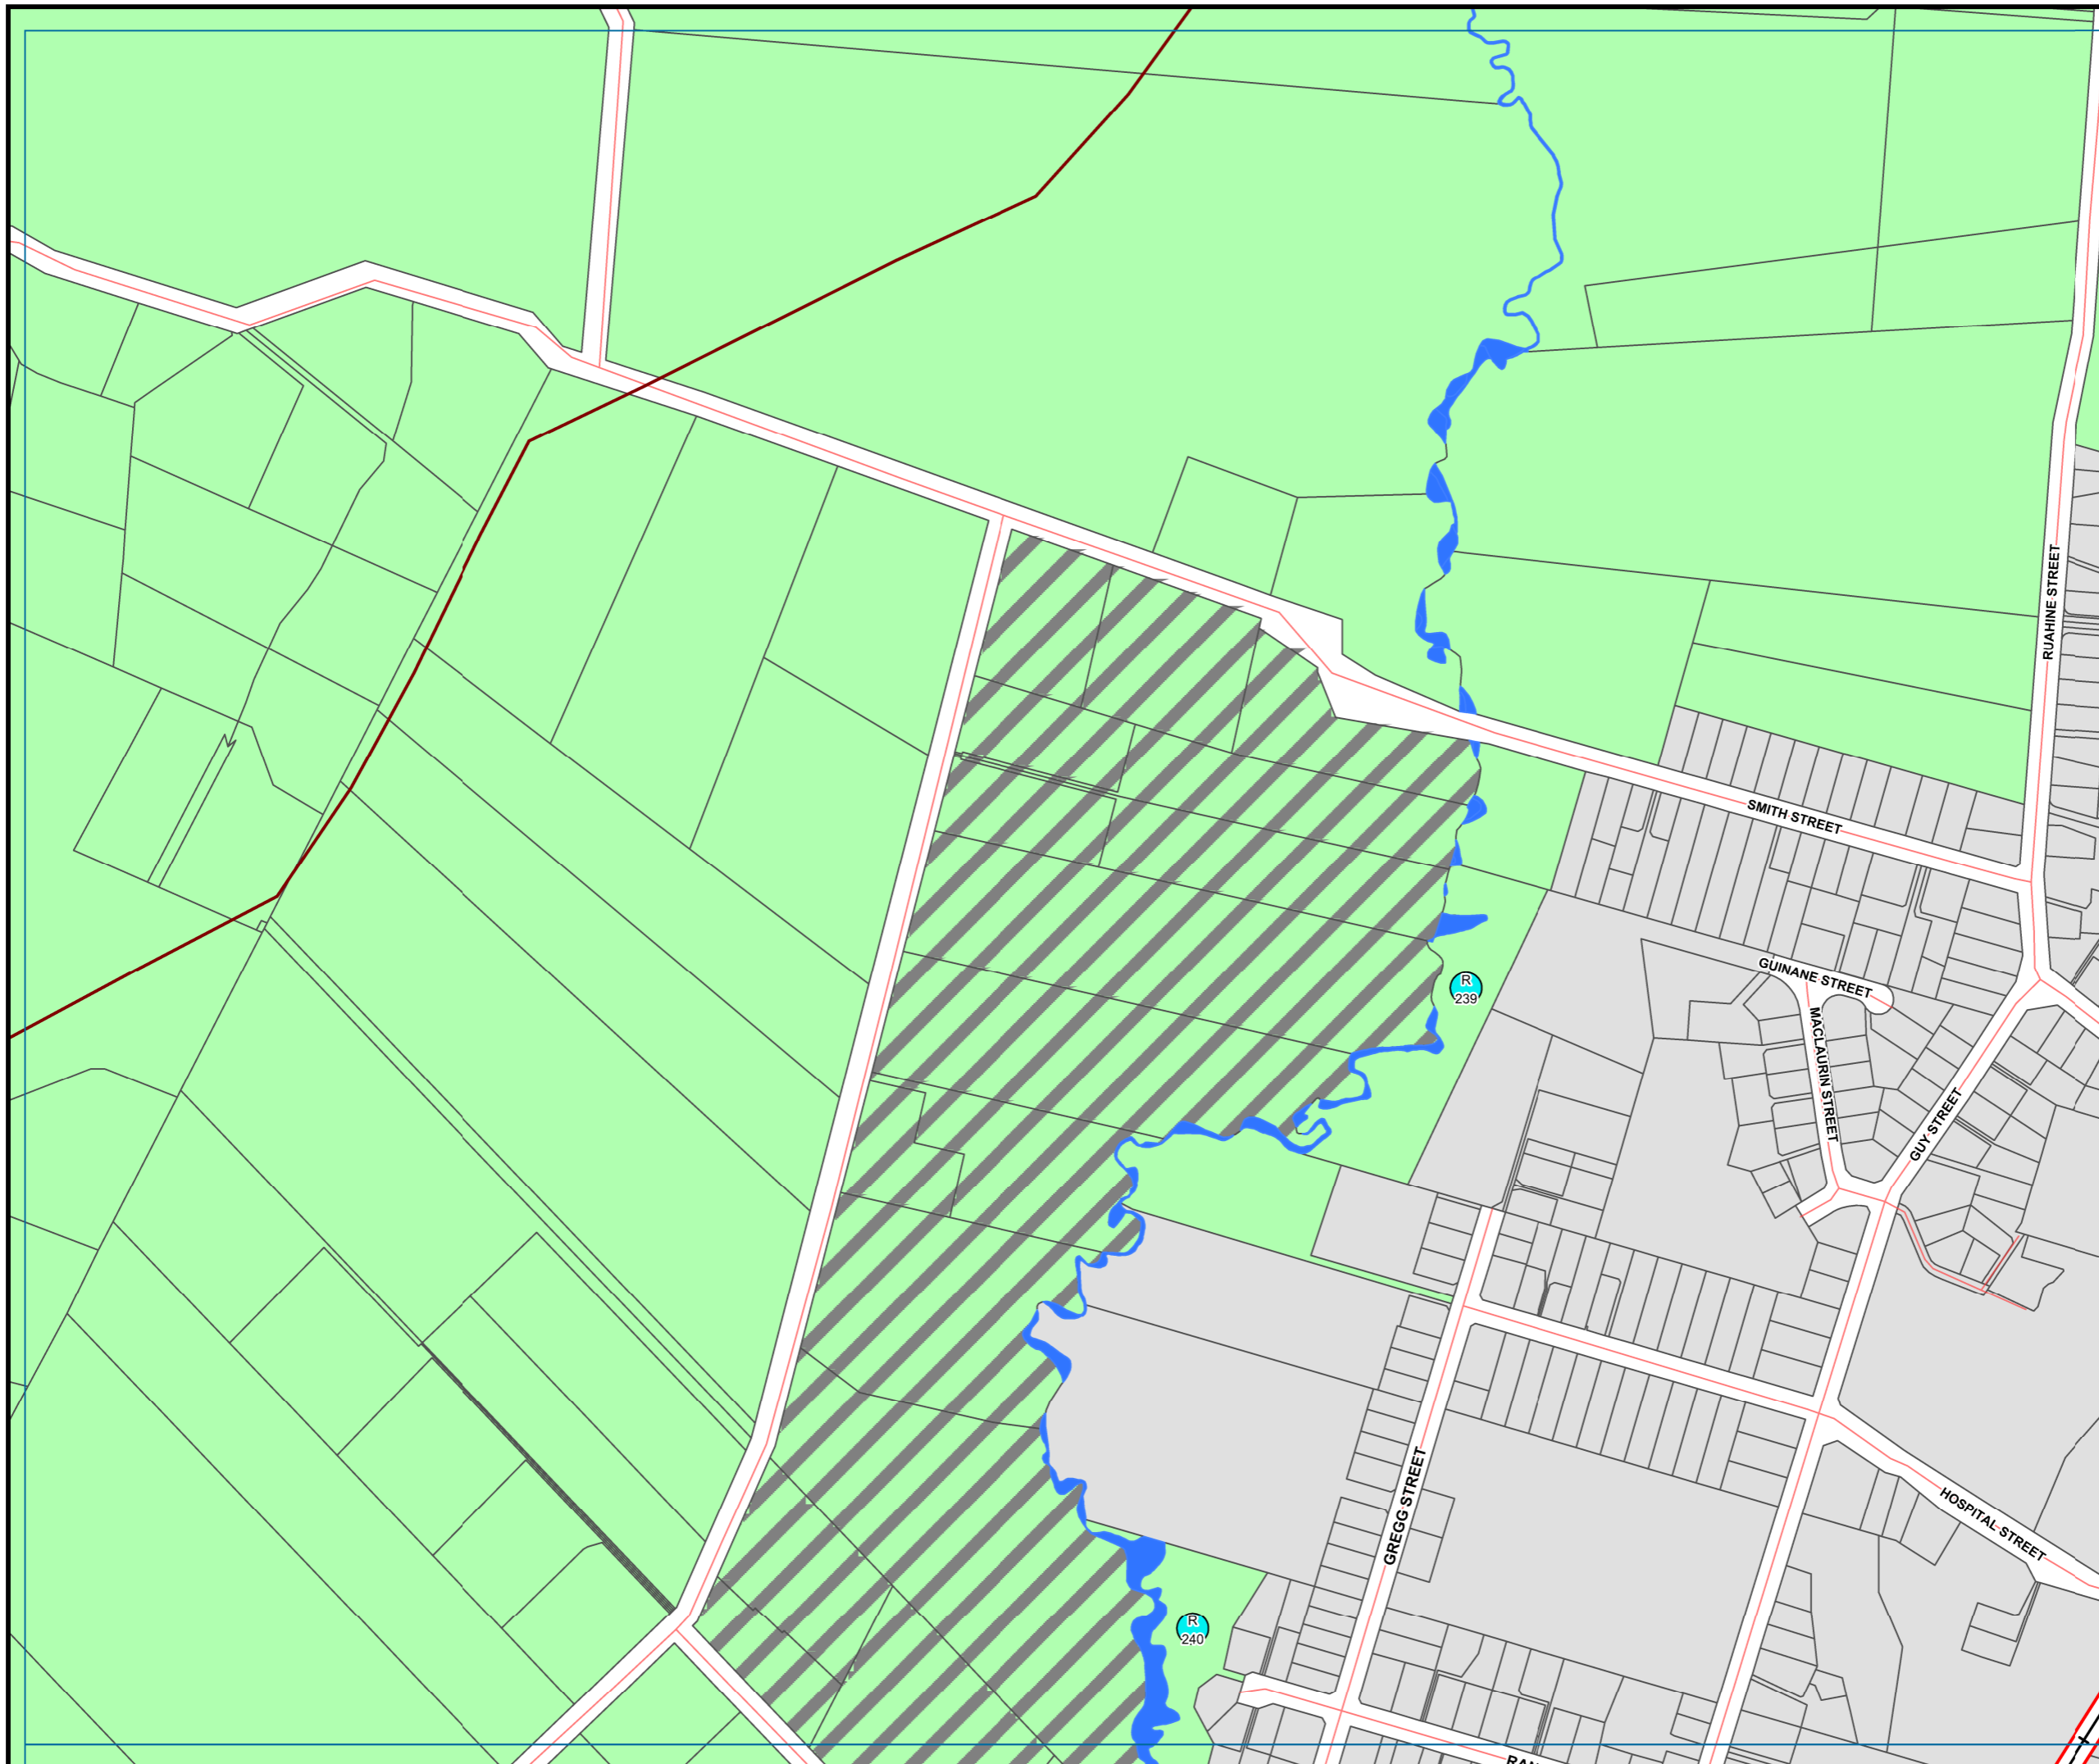 RUAHINE STREET
SMITH STREET
GUINANE STREET
R
239
MACLAURIN STREET
GUY STREET
GREGG STREET
HOSPITAL STREET
R
240